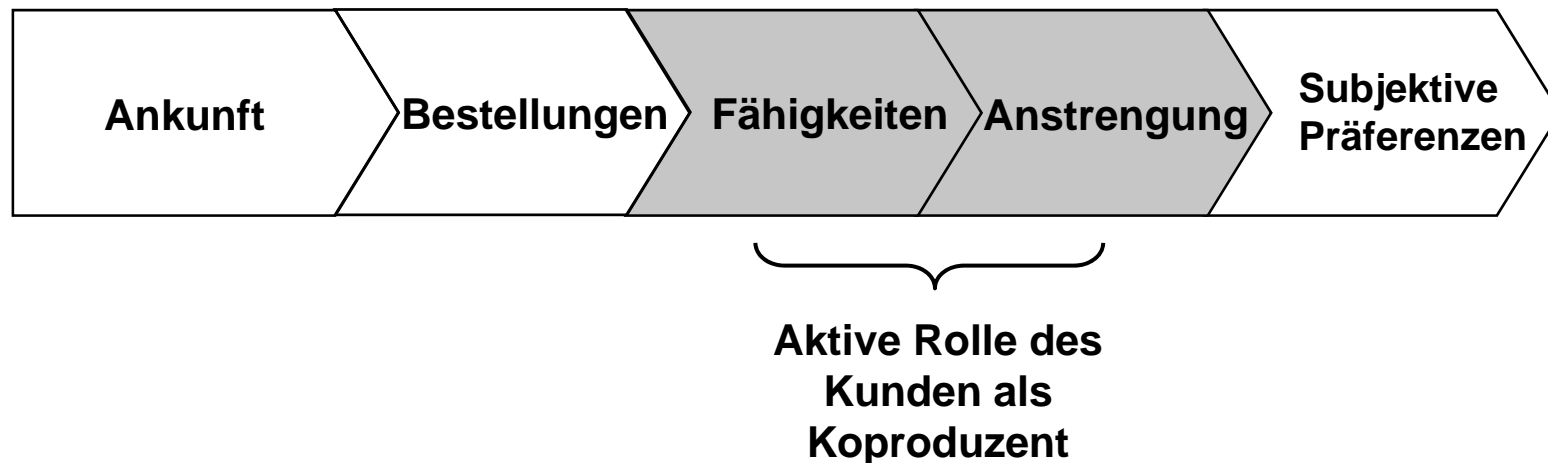 Ankunft
Bestellungen
Fähigkeiten
Anstrengung
Subjektive
Präferenzen
Aktive Rolle des
Kunden als
Koproduzent